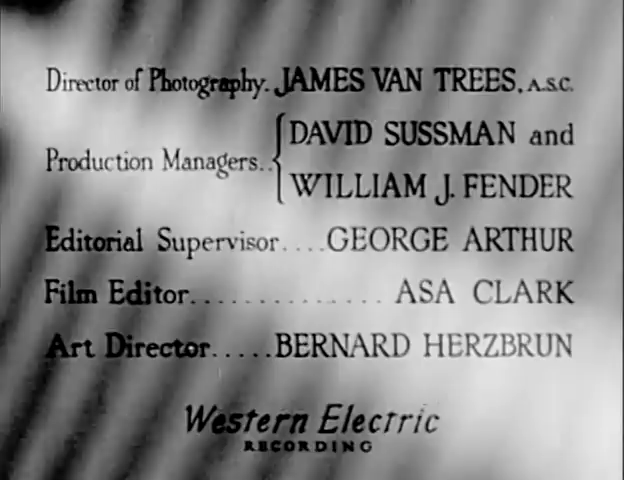 Director of Photography. JAMES VAN TREES, A.S.C.
Production Managers.. { DAVID SUSSMAN and
WILLIAM J. FENDER
Editorial Supervisor....GEORGE ARTHUR
Film Editor.............. ASA CLARK
Art Director.....BERNARD HERZBRUN
Western Electric
RECORDING